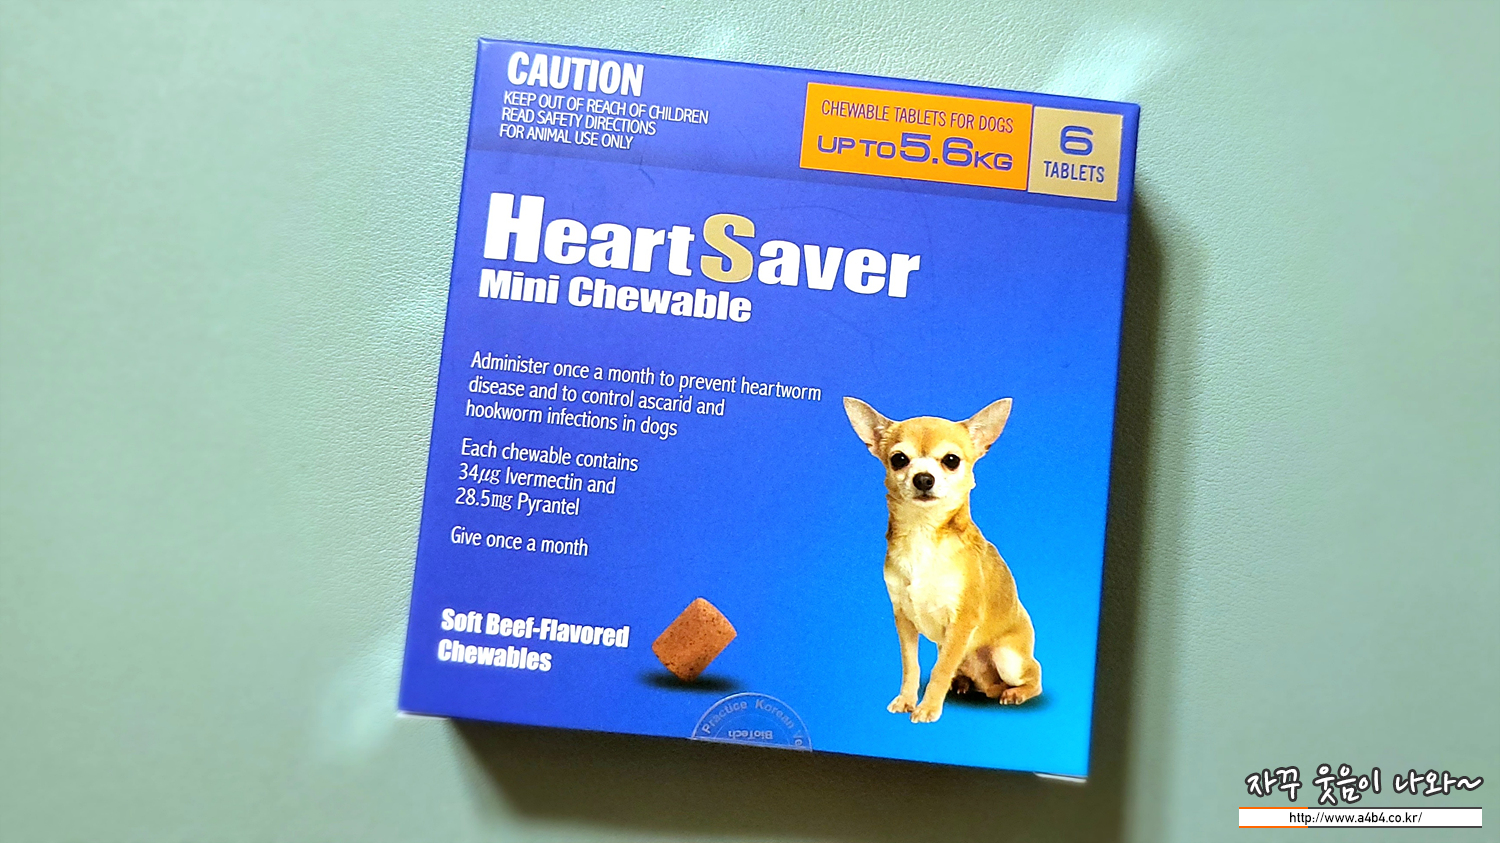 CAUTION
KEEP OUT OF REACH OF CHILDREN
READ SAFETY DIRECTIONS
FOR ANIMAL USE ONLY
CHEWABLE TABLETS FOR DOGS
UP TO 5.6KG
6
TABLETS
HeartSaver
Mini Chewable
Administer once a month to prevent heartworm
disease and to control ascarid and
hookworm infections in dogs
Each chewable contains
34㎍ Ivermectin and
28.5㎎ Pyrantel
Give once a month
Soft Beef-Flavored
Chewables
Practice Korean
BioTech
자꾸 웃음이 나와~
http://www.a4b4.co.kr/